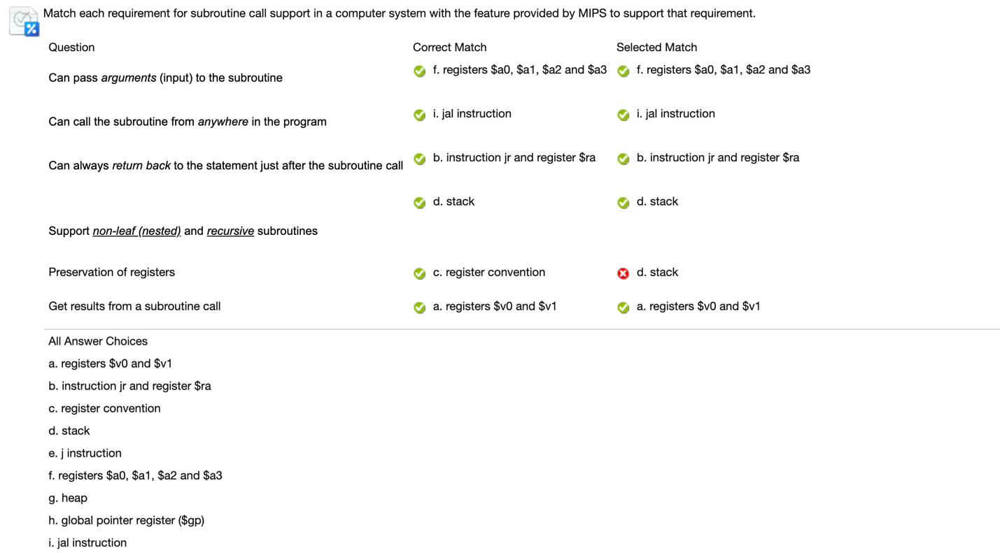 Match each requirement for subroutine call support in a computer system with the feature provided by MIPS to support that requirement.
Question Correct Match Selected Match
Can pass arguments (input) to the subroutine f. registers $a0, $a1, $a2 and $a3 f. registers $a0, $a1, $a2 and $a3
Can call the subroutine from anywhere in the program i. jal instruction i. jal instruction
Can always return back to the statement just after the subroutine call b. instruction jr and register $ra b. instruction jr and register $ra
d. stack d. stack
Support non-leaf (nested) and recursive subroutines
Preservation of registers c. register convention d. stack
Get results from a subroutine call a. registers $v0 and $v1 a. registers $v0 and $v1
All Answer Choices
a. registers $v0 and $v1
b. instruction jr and register $ra
c. register convention
d. stack
e. j instruction
f. registers $a0, $a1, $a2 and $a3
g. heap
h. global pointer register ($gp)
i. jal instruction